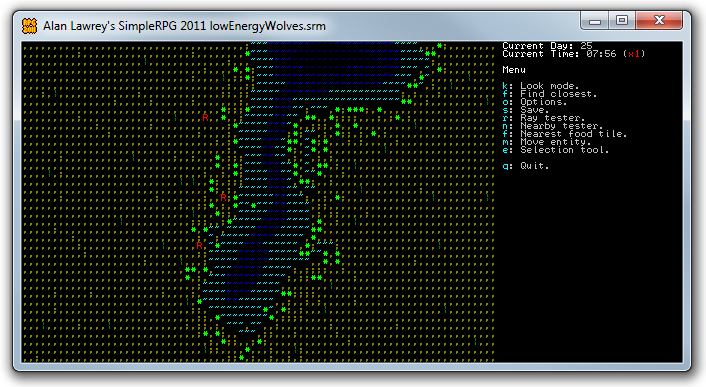 Alan Lawrey's SimpleRPG 2011 lowEnergyWolves.srm
Current Day: 25
Current Time: 07:56 (x1)
Menu
k: Look mode.
f: Find closest.
o: Options.
s: Save.
r: Ray tester.
n: Nearby tester.
f: Nearest food tile.
m: Move entity.
e: Selection tool.
q: Quit.
R
R
R